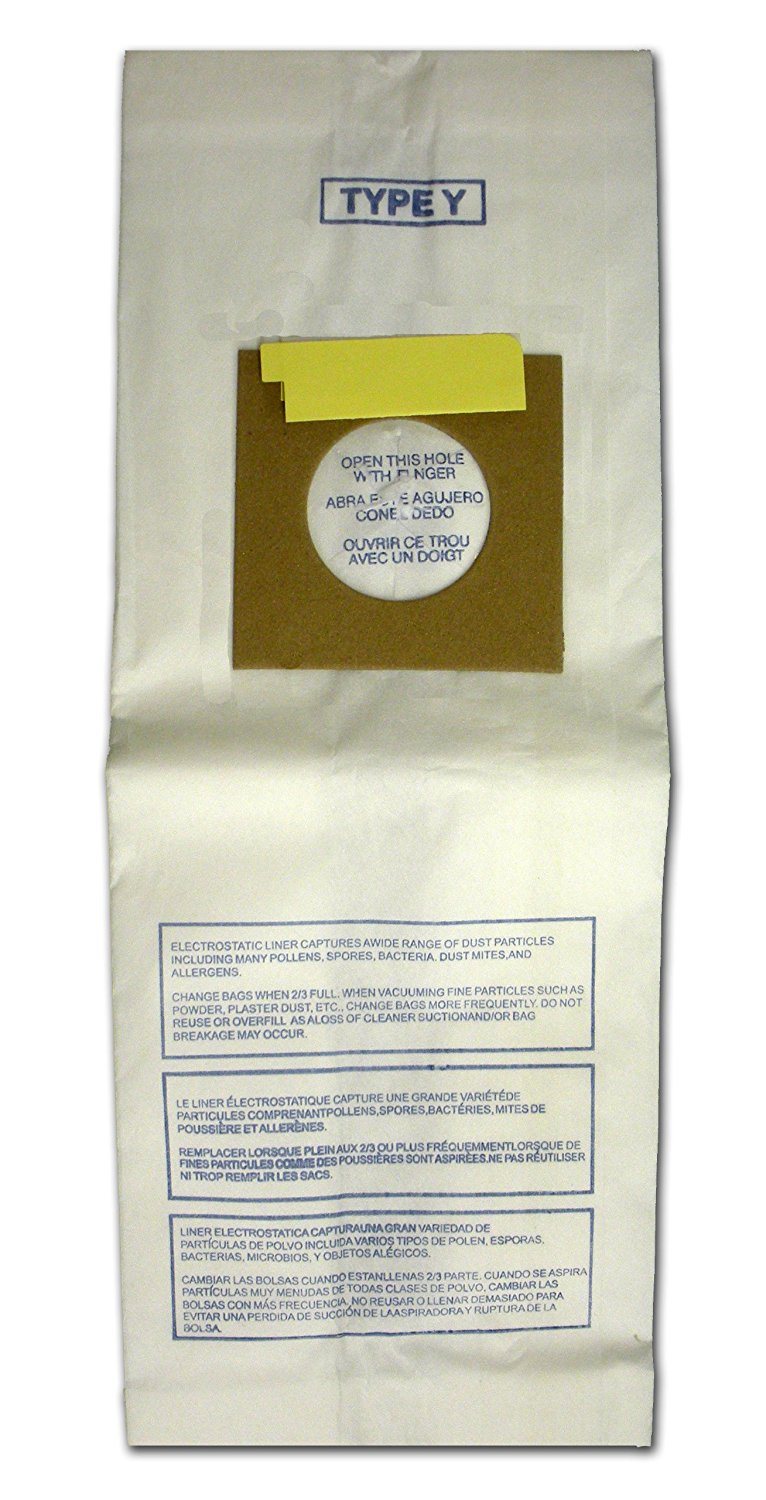 TYPE Y
OPEN THIS HOLE
WITH FINGER
ABRA ESTE AGUJERO
CON EL DEDO
OUVRIR CE TROU
AVEC UN DOIGT
ELECTROSTATIC LINER CAPTURES AWIDE RANGE OF DUST PARTICLES
INCLUDING MANY POLLENS, SPORES, BACTERIA. DUST MITES,AND
ALLERGENS.
CHANGE BAGS WHEN 2/3 FULL. WHEN VACUUMING FINE PARTICLES SUCH AS
POWDER, PLASTER DUST, ETC., CHANGE BAGS MORE FREQUENTLY. DO NOT
REUSE OR OVERFILL AS ALOSS OF CLEANER SUCTIONAND/OR BAG
BREAKAGE MAY OCCUR.
LE LINER ÉLECTROSTATIQUE CAPTURE UNE GRANDE VARIÉTÉDE
PARTICULES COMPRENANTPOLLENS,SPORES,BACTÉRIES,MITES DE
POUSSIÈRE ET ALLERÈNES.
REMPLACER LORSQUE PLEIN AUX 2/3 OU PLUS FRÉQUEMMENTLORSQUE DE
FINES PARTICULES COMME DES POUSSIÈRES SONT ASPIRÈES.NE PAS RÉUTILISER
NI TROP REMPLIR LES SACS.
LINER ELECTROSTATICA CAPTURAUNA GRAN VARIEDAD DE
PARTÍCULAS DE POLVO INCLUIDA VARIOS TIPOS DE POLEN, ESPORAS,
BACTERIAS, MICROBIOS, Y OBJETOS ALÉGICOS.
CAMBIAR LAS BOLSAS CUANDO ESTANLLENAS 2/3 PARTE. CUANDO SE ASPIRA
PARTÍCULAS MUY MENUDAS DE TODAS CLASES DE POLVO, CAMBIAR LAS
BOLSAS CON MÁS FRECUENCIA. NO REUSAR O LLENAR DEMASIADO PARA
EVITAR UNA PERDIDA DE SUCCIÓN DE LAASPIRADORA Y RUPTURA DE LA
BOLSA.